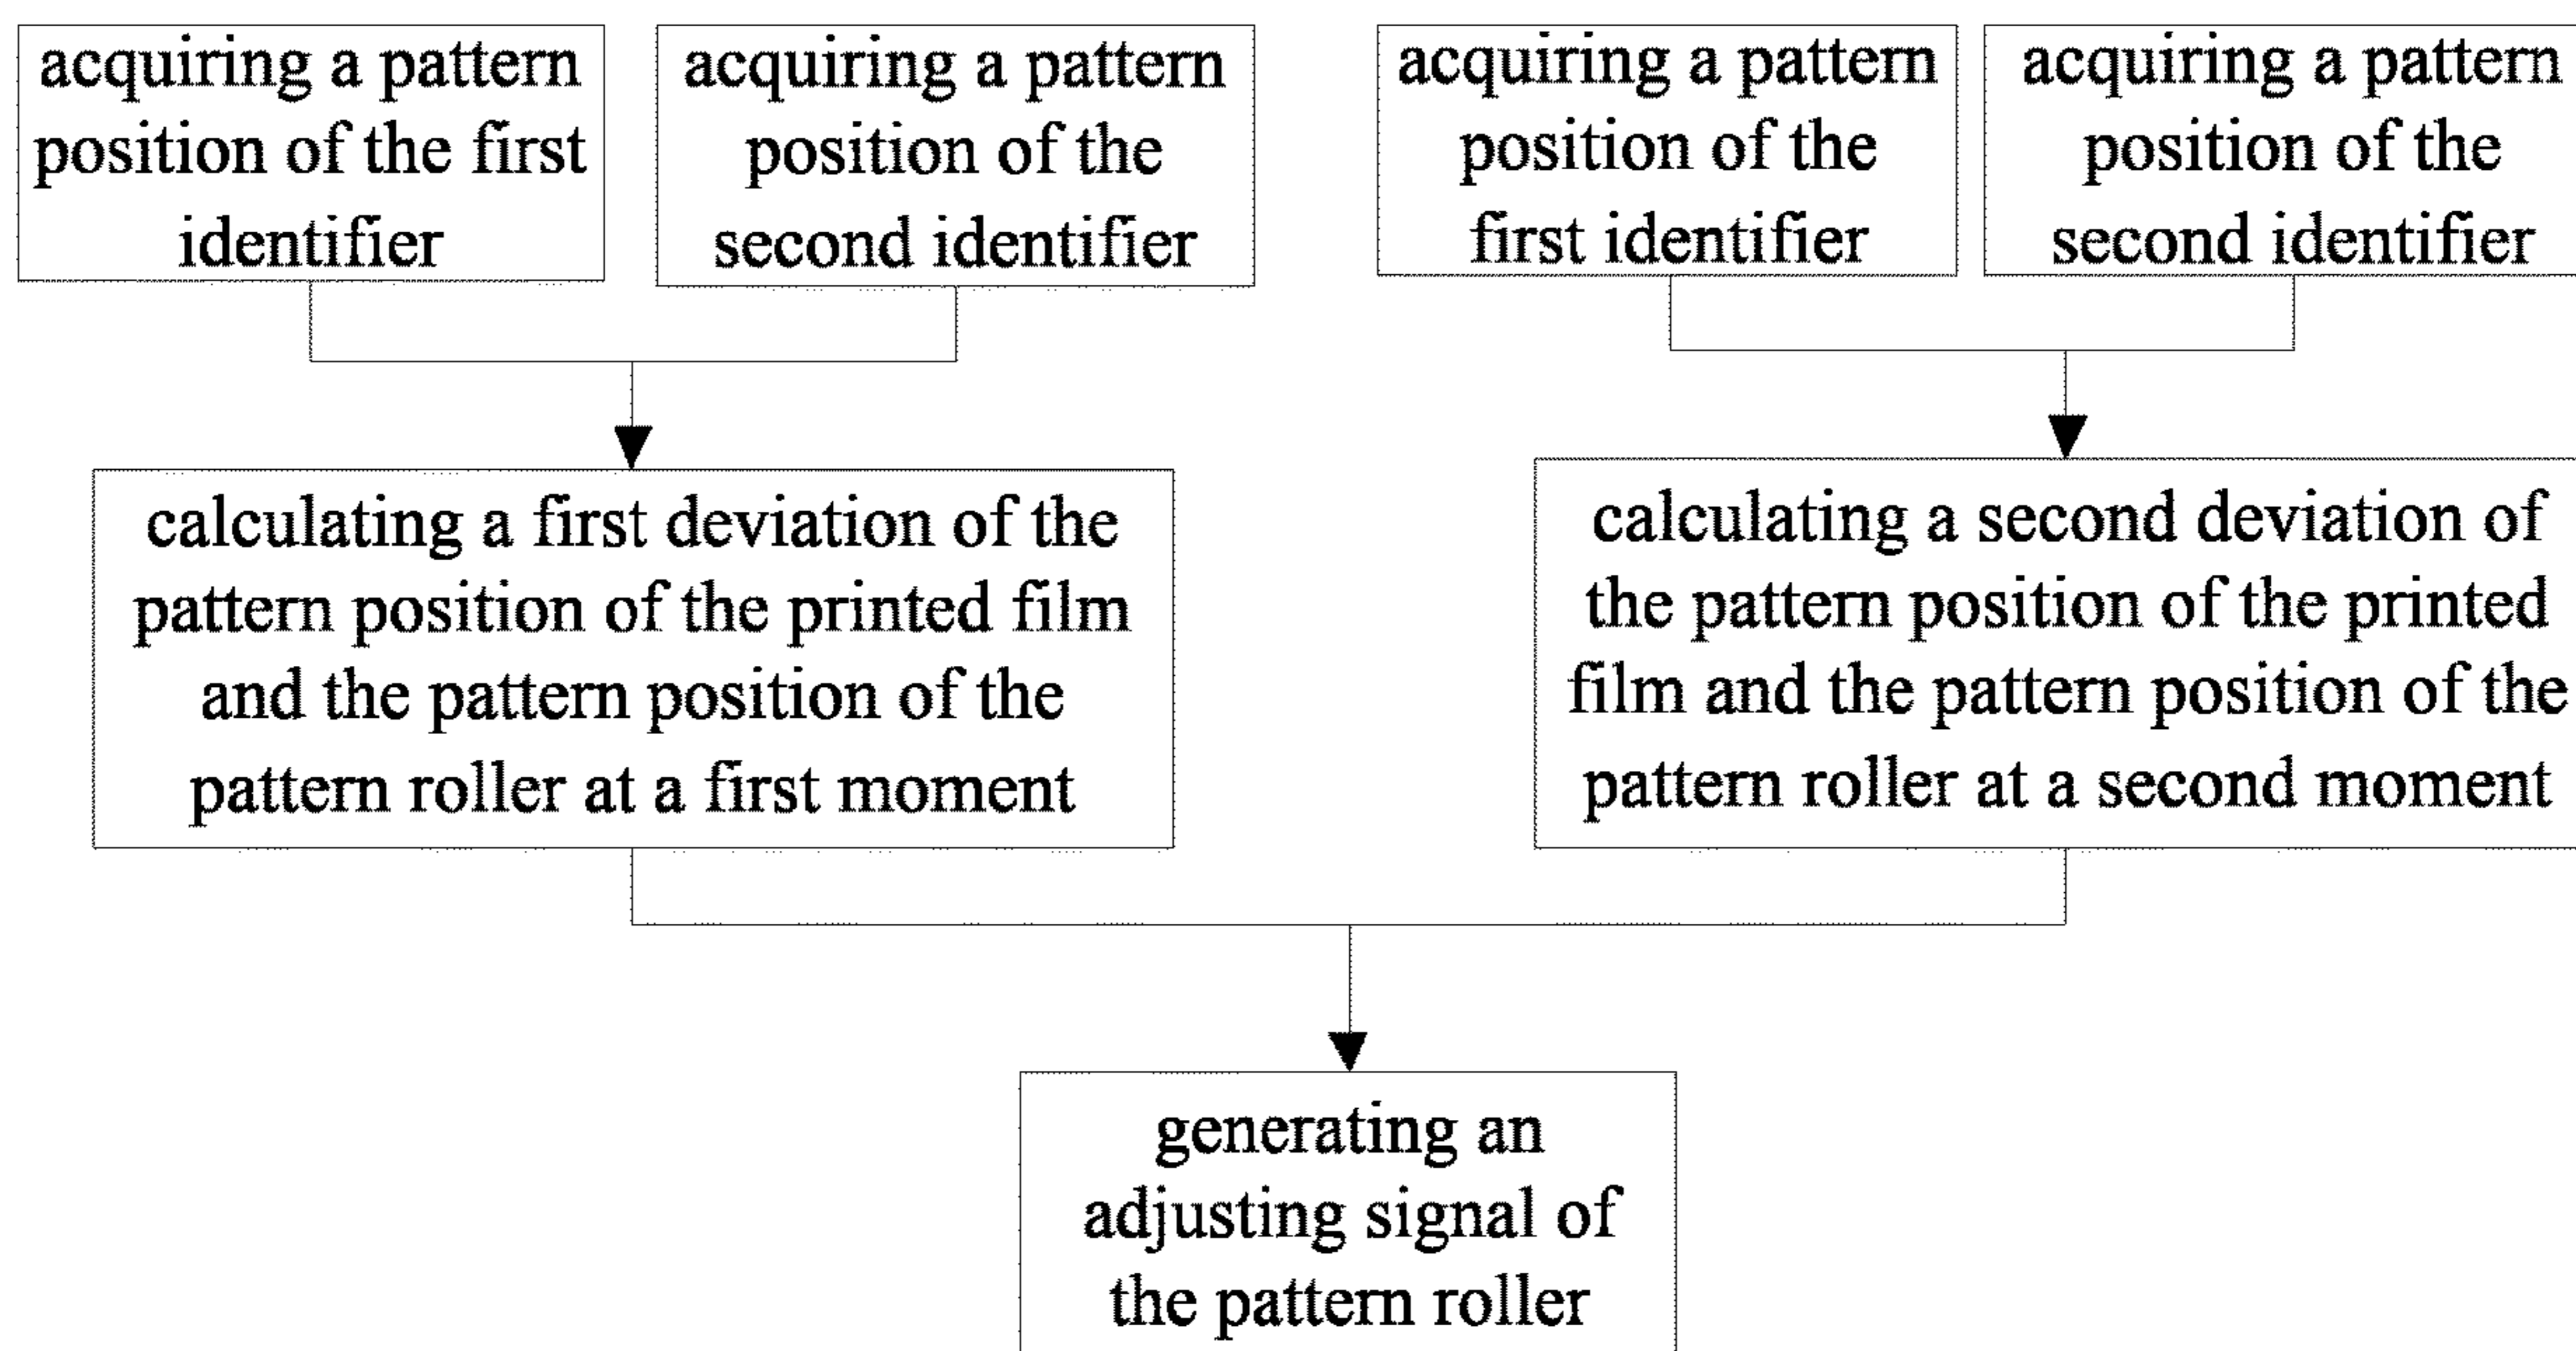 acquiring a pattern
position of the first
identifier
acquiring a pattern
position of the
second identifier
acquiring a pattern
position of the
first identifier
acquiring a pattern
position of the
second identifier
calculating a first deviation of the
pattern position of the printed film
and the pattern position of the
pattern roller at a first moment
calculating a second deviation of
the pattern position of the printed
film and the pattern position of the
pattern roller at a second moment
generating an
adjusting signal of
the pattern roller